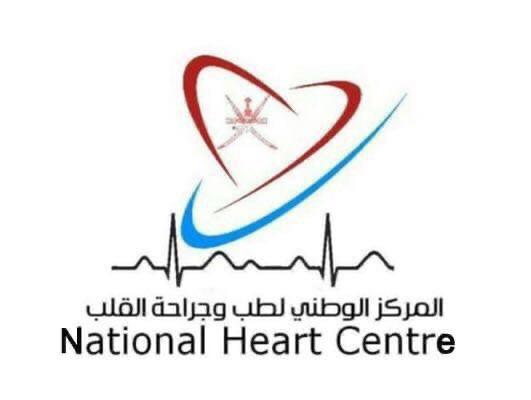 المركز الوطني لطب وجراحة القلب
National Heart Centre